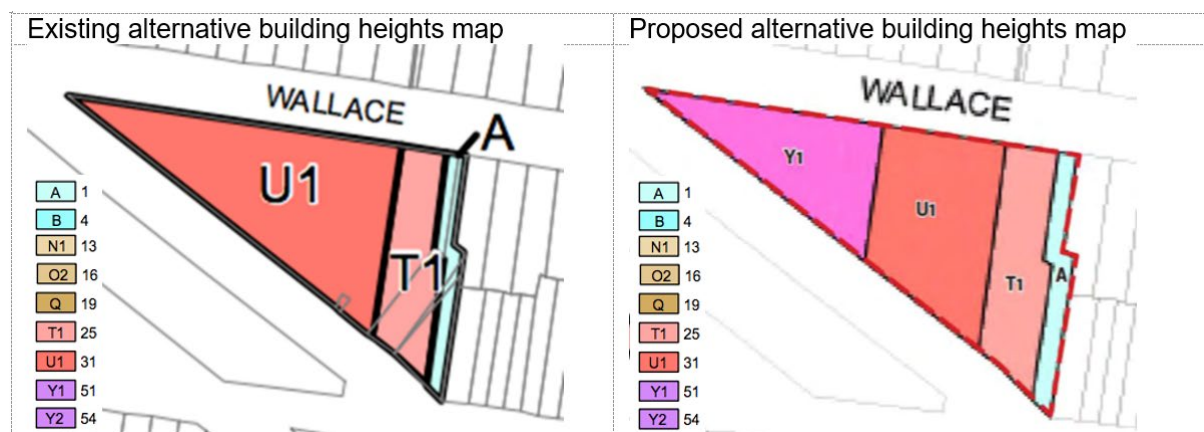 Existing alternative building heights map
WALLACE
A
U1
T1
A 1
B 4
N1 13
O2 16
Q 19
T1 25
U1 31
Y1 51
Y2 54
Proposed alternative building heights map
WALLACE
Y1
U1
T1
A
A 1
B 4
N1 13
O2 16
Q 19
T1 25
U1 31
Y1 51
Y2 54